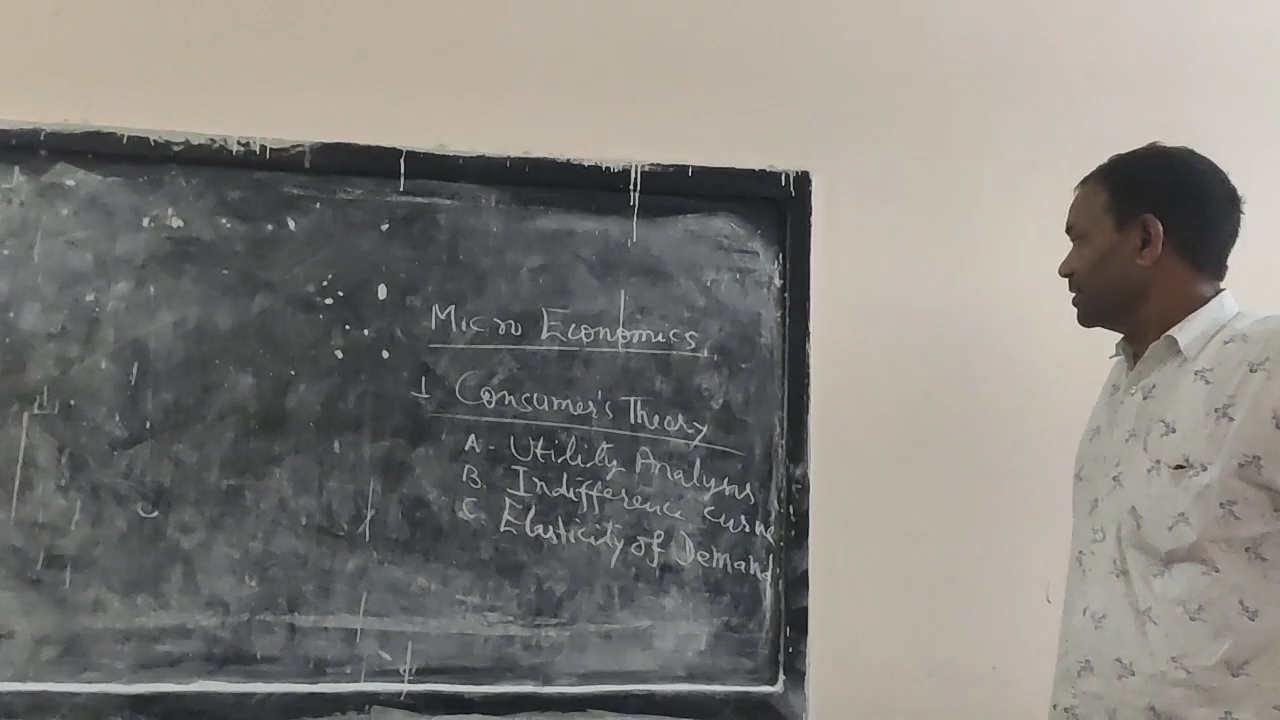 Micro Economics
1 Consumer's Theory
A- Utility Analysis
B. Indifference curve
C. Elasticity of Demand